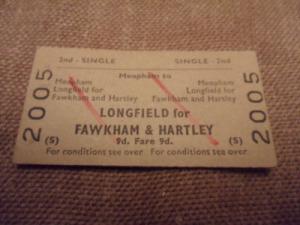 2nd - SINGLE SINGLE - 2nd
Meopham to
Meopham Meopham
Longfield for Longfield for
Fawkham and Hartley Fawkham and Hartley
2005 2005
LONGFIELD for
FAWKHAM & HARTLEY
(S) 9d. Fare 9d. (S)
For conditions see over For conditions see over